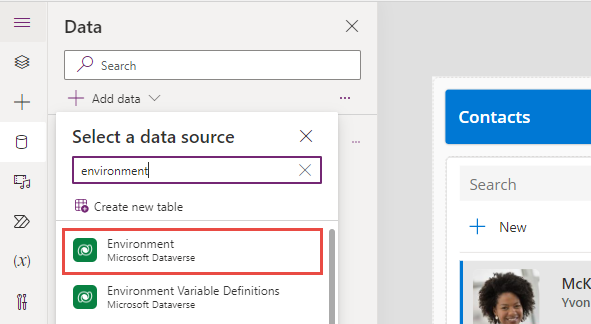 Data
Search
Add data
Select a data source
environment
Create new table
Environment
Microsoft Dataverse
Environment Variable Definitions
Microsoft Dataverse
(x)
Contacts
Search
New
McK
Yvon